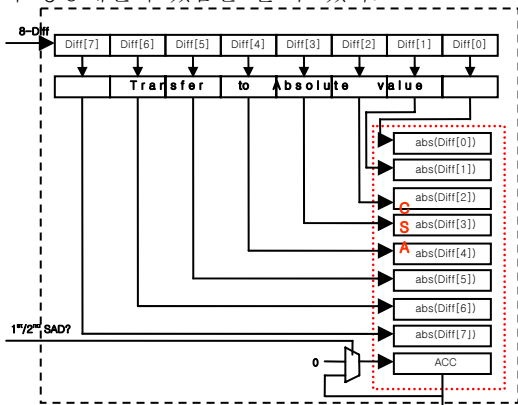 8-Diff
Diff[7] Diff[6] Diff[5] Diff[4] Diff[3] Diff[2] Diff[1] Diff[0]
Transfer to Absolute value
abs(Diff[0])
abs(Diff[1])
abs(Diff[2])
abs(Diff[3])
abs(Diff[4])
abs(Diff[5])
abs(Diff[6])
abs(Diff[7])
CSA
1st/2nd SAD?
0
ACC